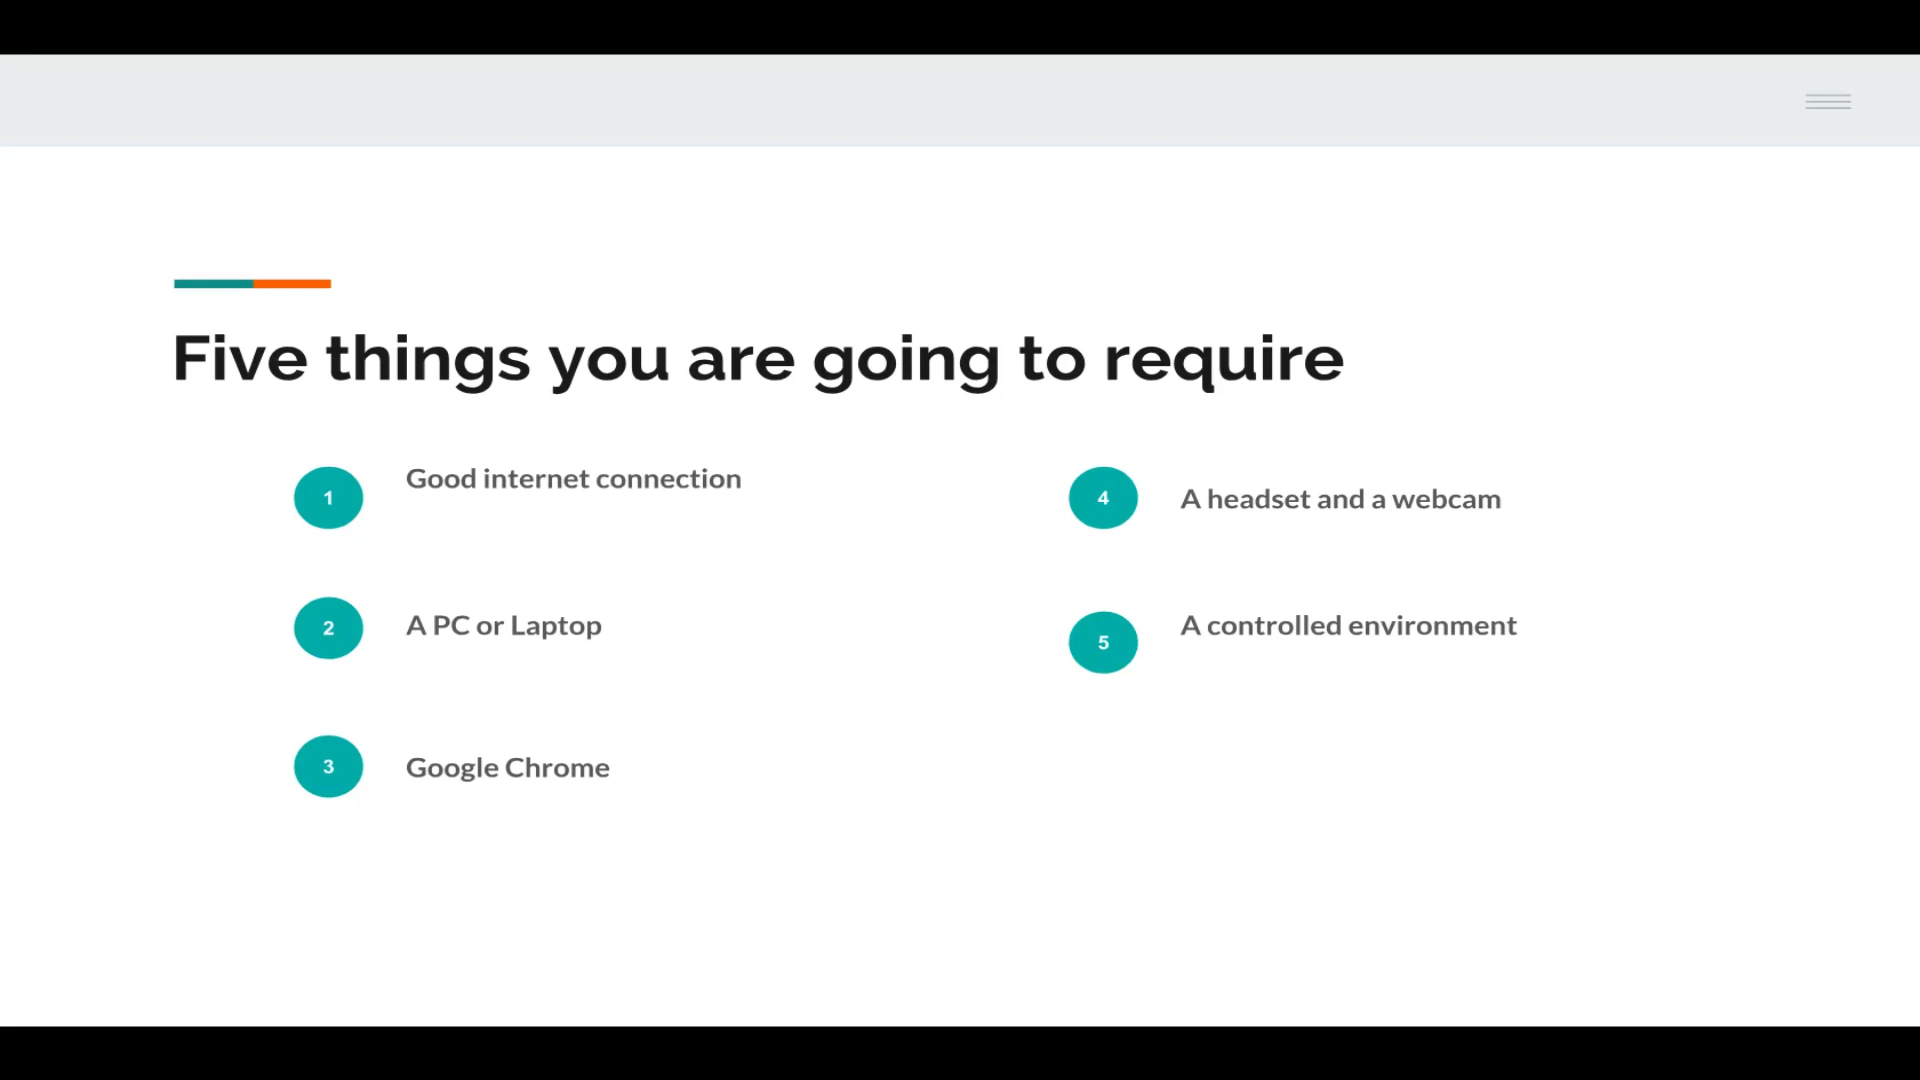 Five things you are going to require
1 Good internet connection
2 A PC or Laptop
3 Google Chrome
4 A headset and a webcam
5 A controlled environment